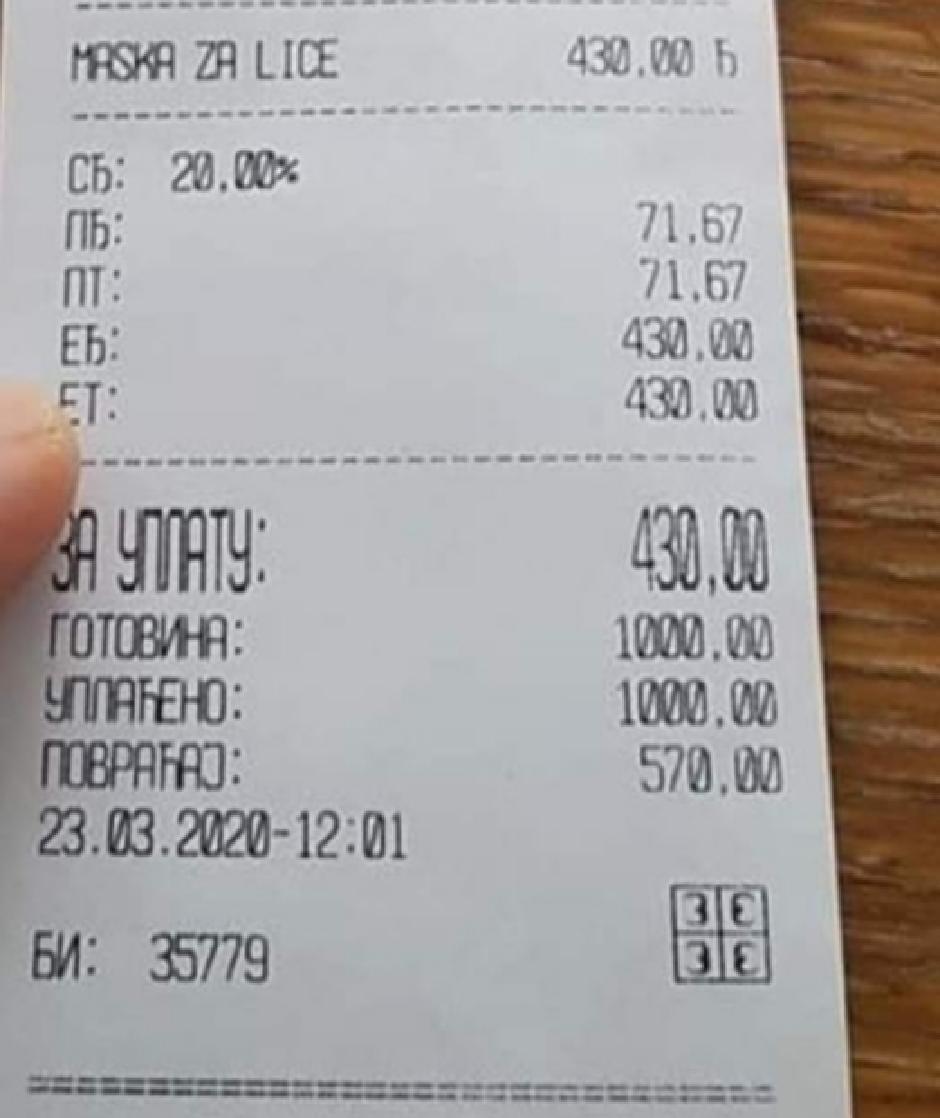 MASKA ZA LICE 430,00 Ђ
СЂ: 20,00%
ПЂ: 71,67
ПТ: 71,67
ЕЂ: 430,00
ЕТ: 430,00
ЗА УПЛАТУ: 430,00
ГОТОВИНА: 1000,00
УПЛАЋЕНО: 1000,00
ПОВРАЋАЈ: 570,00
23.03.2020-12:01
БИ: 35779